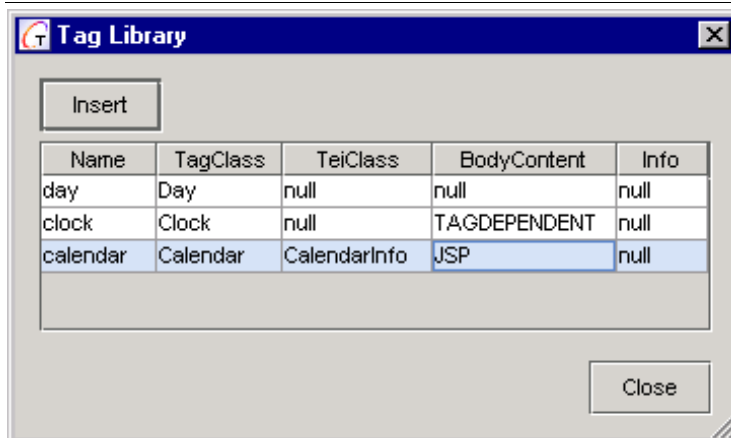 T Tag Library
Insert
Name TagClass TeiClass BodyContent Info
day Day null null null
clock Clock null TAGDEPENDENT null
calendar Calendar CalendarInfo JSP null
Close